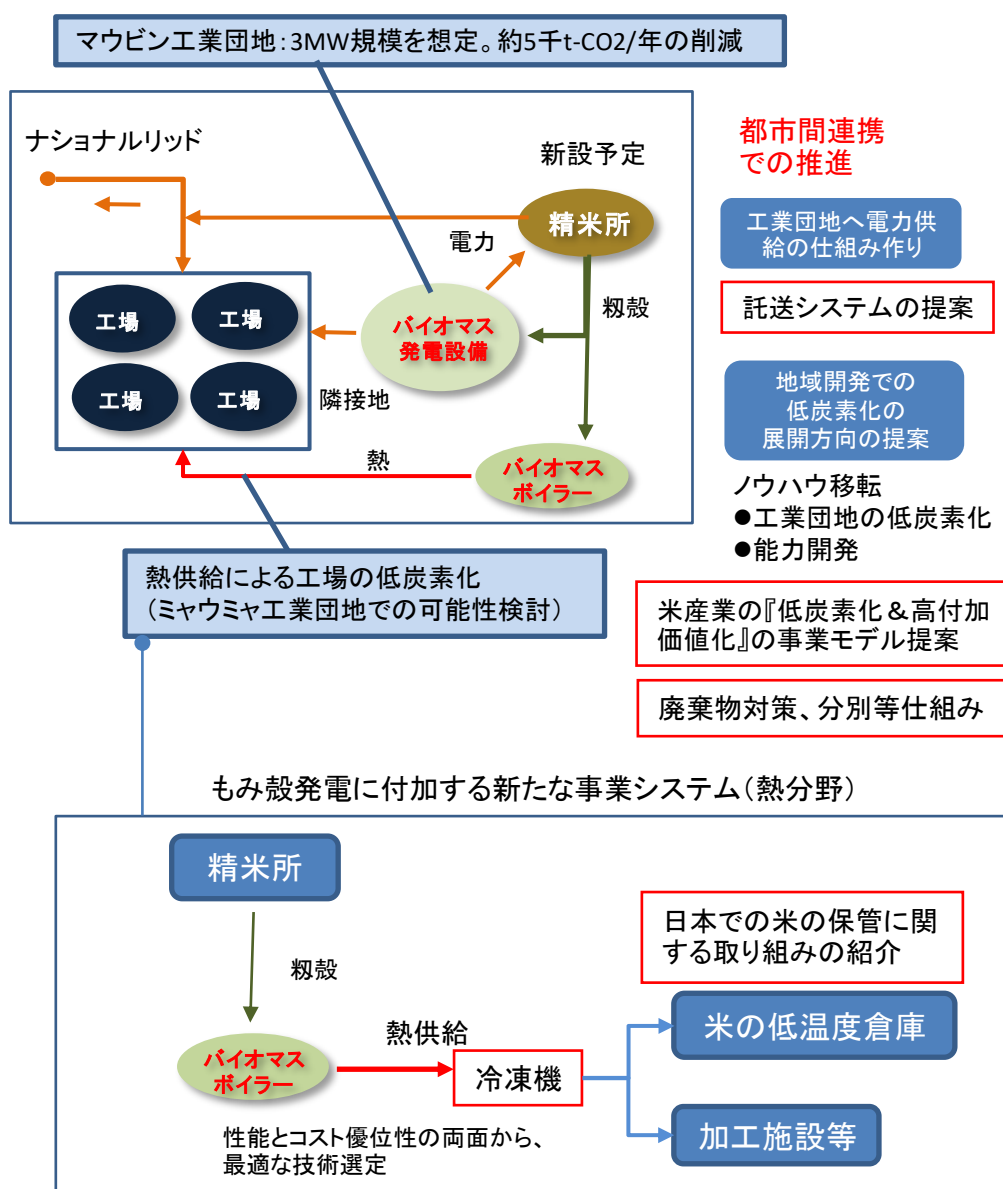 マウビン工業団地：3MW規模を想定。約5千t-CO2/年の削減
ナショナルリッド
新設予定
精米所
電力
籾殻
バイオマス
発電設備
工場
工場
工場
工場
隣接地
熱
バイオマス
ボイラー
熱供給による工場の低炭素化
（ミャウミャ工業団地での可能性検討）
都市間連携
での推進
工業団地へ電力供
給の仕組み作り
託送システムの提案
地域開発での
低炭素化の
展開方向の提案
ノウハウ移転
●工業団地の低炭素化
●能力開発
米産業の『低炭素化＆高付加
価値化』の事業モデル提案
廃棄物対策、分別等仕組み
もみ殻発電に付加する新たな事業システム（熱分野）
精米所
籾殻
バイオマス
ボイラー
熱供給
冷凍機
日本での米の保管に関
する取り組みの紹介
米の低温度倉庫
加工施設等
性能とコスト優位性の両面から、
最適な技術選定